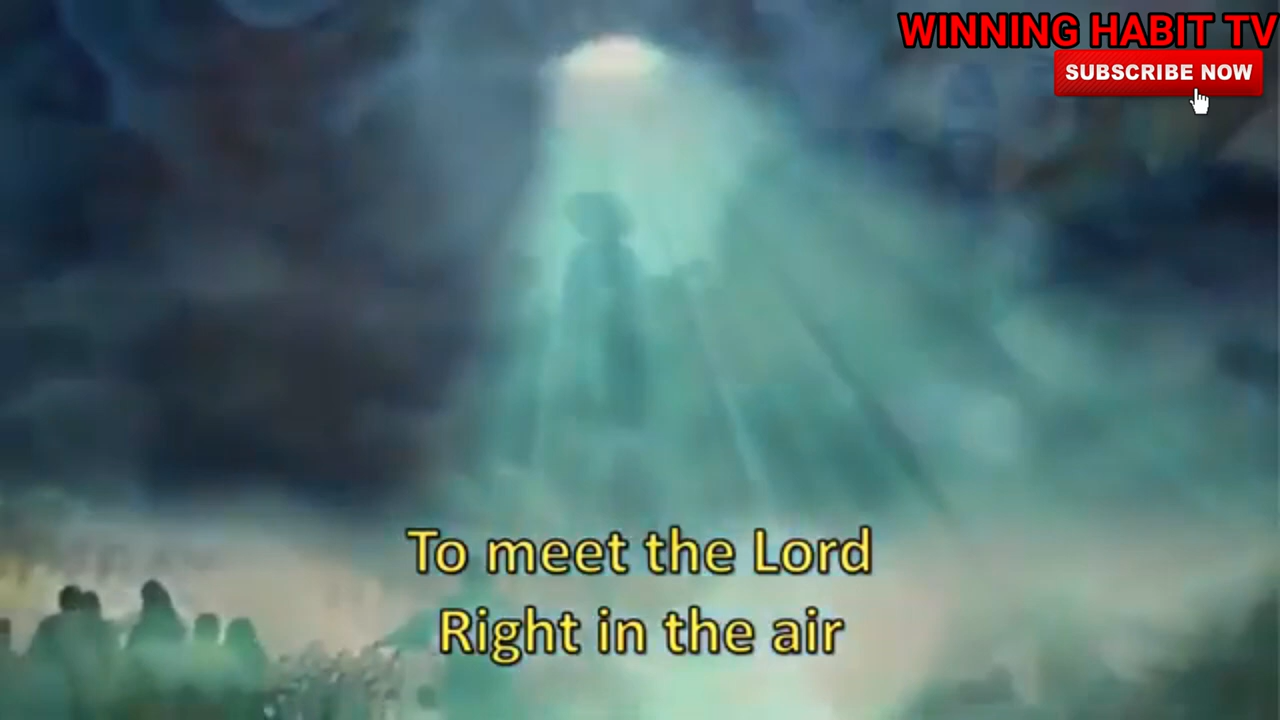 WINNING HABIT TV
SUBSCRIBE NOW
To meet the Lord
Right in the air